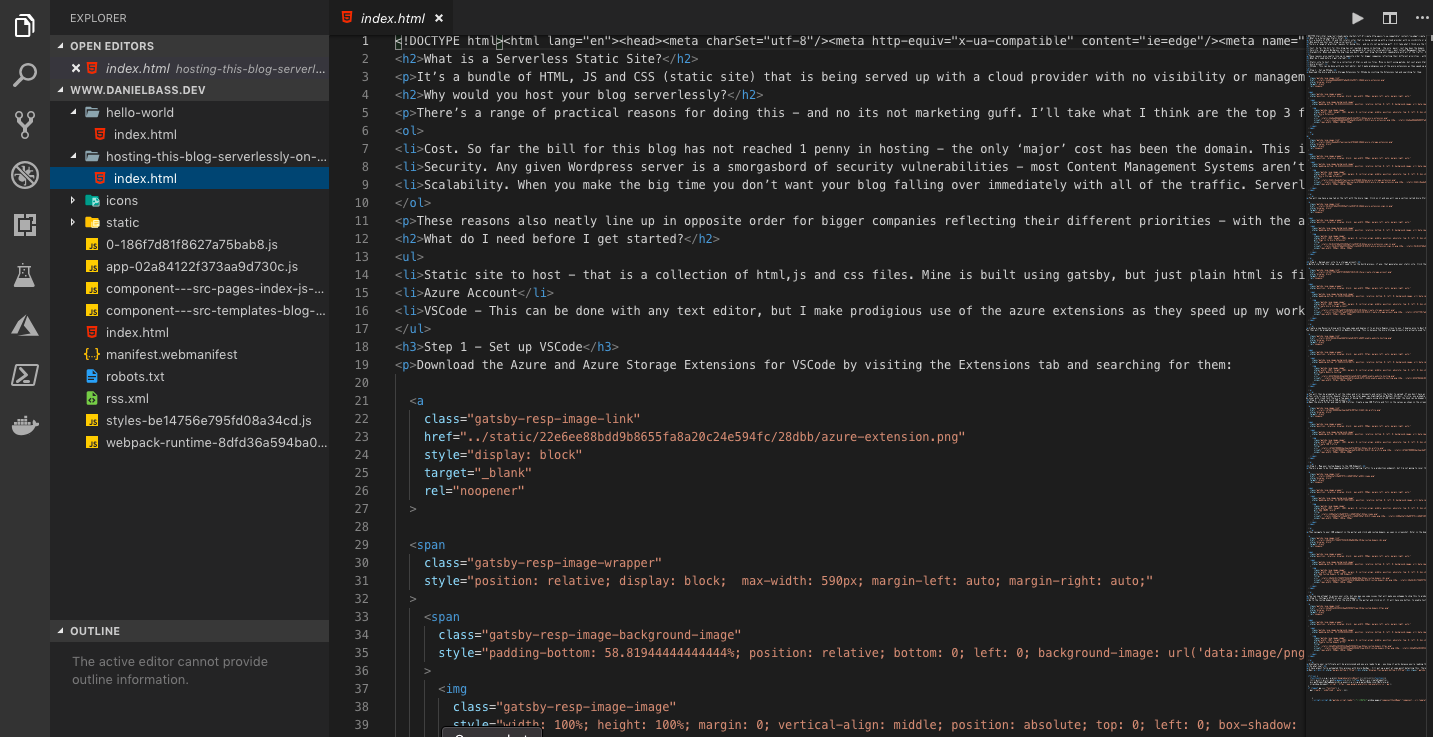 EXPLORER
OPEN EDITORS
index.html hosting-this-blog-serverl...
WWW.DANIELBASS.DEV
hello-world
index.html
hosting-this-blog-serverlessly-on-...
index.html
icons
static
0-186f7d81f8627a75bab8.js
app-02a84122f373aa9d730c.js
component---src-pages-index-js-...
component---src-templates-blog-...
index.html
manifest.webmanifest
robots.txt
rss.xml
styles-be14756e795fd08a34cd.js
webpack-runtime-8dfd36a594ba0...
OUTLINE
The active editor cannot provide
outline information.
index.html
1 <!DOCTYPE html><html lang="en"><head><meta charSet="utf-8"/><meta http-equiv="x-ua-compatible" content="ie=edge"/><meta name="
2 <h2>What is a Serverless Static Site?</h2>
3 <p>It’s a bundle of HTML, JS and CSS (static site) that is being served up with a cloud provider with no visibility or managem
4 <h2>Why would you host your blog serverlessly?</h2>
5 <p>There’s a range of practical reasons for doing this – and no its not marketing guff. I’ll take what I think are the top 3 f
6 <ol>
7 <li>Cost. So far the bill for this blog has not reached 1 penny in hosting – the only ‘major’ cost has been the domain. This i
8 <li>Security. Any given Wordpress server is a smorgasbord of security vulnerabilities – most Content Management Systems aren’t
9 <li>Scalability. When you make the big time you don’t want your blog falling over immediately with all of the traffic. Serverl
10 </ol>
11 <p>These reasons also neatly line up in opposite order for bigger companies reflecting their different priorities – with the a
12 <h2>What do I need before I get started?</h2>
13 <ul>
14 <li>Static site to host – that is a collection of html,js and css files. Mine is built using gatsby, but just plain html is fi
15 <li>Azure Account</li>
16 <li>VSCode – This can be done with any text editor, but I make prodigious use of the azure extensions as they speed up my work
17 </ul>
18 <h3>Step 1 – Set up VSCode</h3>
19 <p>Download the Azure and Azure Storage Extensions for VSCode by visiting the Extensions tab and searching for them:
20
21 <a
22 class="gatsby-resp-image-link"
23 href="../static/22e6ee88bdd9b8655fa8a20c24e594fc/28dbb/azure-extension.png"
24 style="display: block"
25 target="_blank"
26 rel="noopener"
27 >
28
29 <span
30 class="gatsby-resp-image-wrapper"
31 style="position: relative; display: block;  max-width: 590px; margin-left: auto; margin-right: auto;"
32 >
33 <span
34 class="gatsby-resp-image-background-image"
35 style="padding-bottom: 58.81944444444444%; position: relative; bottom: 0; left: 0; background-image: url('data:image/png
36 >
37 <img
38 class="gatsby-resp-image-image"
39 style="width: 100%; height: 100%; margin: 0; vertical-align: middle; position: absolute; top: 0; left: 0; box-shadow: